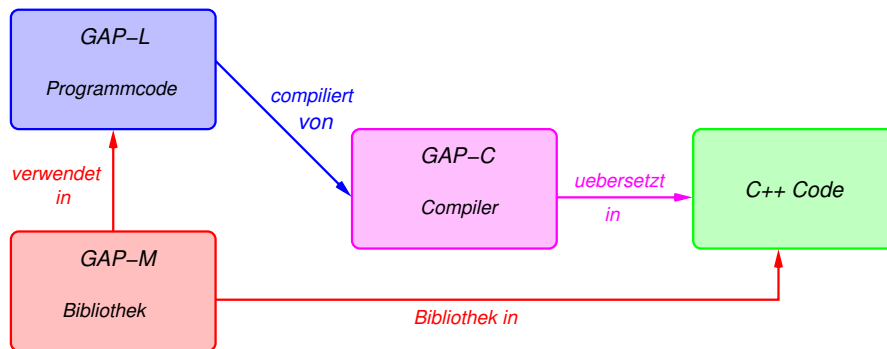 GAP−L
Programmcode
compiliert
von
GAP−C
Compiler
uebersetzt
in
C++ Code
verwendet
in
GAP−M
Bibliothek
Bibliothek in